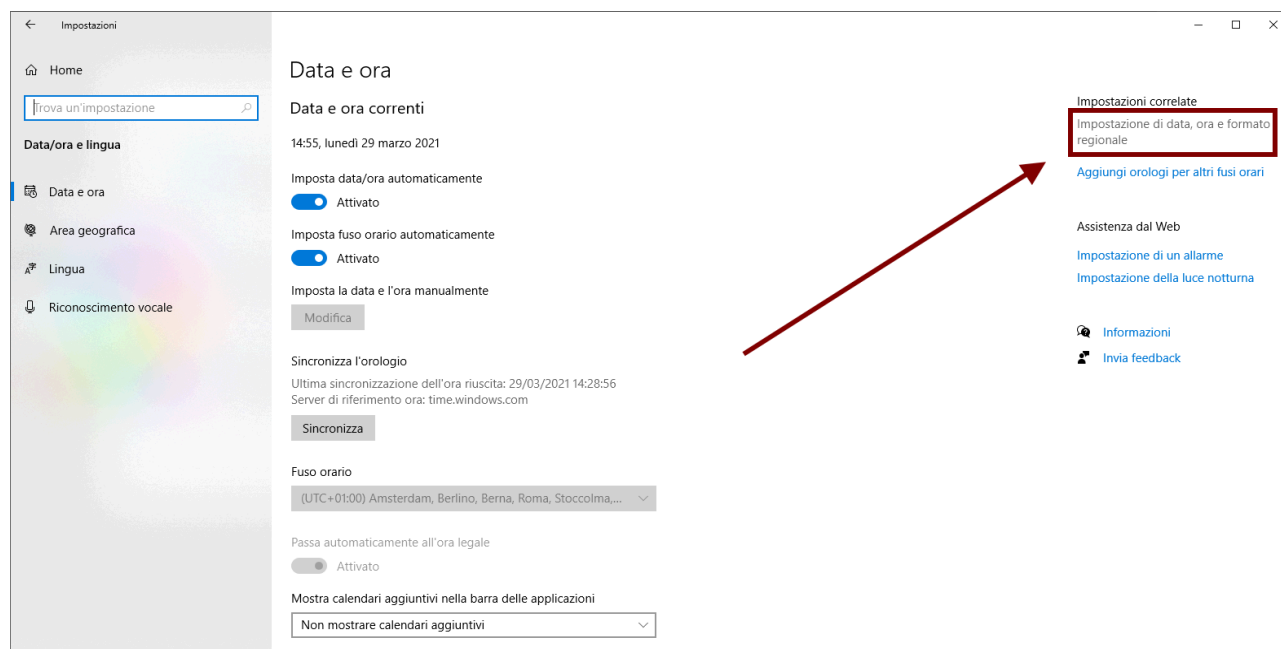 Impostazioni
Home
Trova un'impostazione
Data/ora e lingua
Data e ora
Area geografica
Lingua
Riconoscimento vocale
Data e ora
Data e ora correnti
14:55, lunedì 29 marzo 2021
Imposta data/ora automaticamente
Attivato
Imposta fuso orario automaticamente
Attivato
Imposta la data e l'ora manualmente
Modifica
Sincronizza l'orologio
Ultima sincronizzazione dell'ora riuscita: 29/03/2021 14:28:56
Server di riferimento ora: time.windows.com
Sincronizza
Fuso orario
(UTC+01:00) Amsterdam, Berlino, Berna, Roma, Stoccolma,...
Passa automaticamente all'ora legale
Attivato
Mostra calendari aggiuntivi nella barra delle applicazioni
Non mostrare calendari aggiuntivi
Impostazioni correlate
Impostazione di data, ora e formato
regionale
Aggiungi orologi per altri fusi orari
Assistenza dal Web
Impostazione di un allarme
Impostazione della luce notturna
Informazioni
Invia feedback